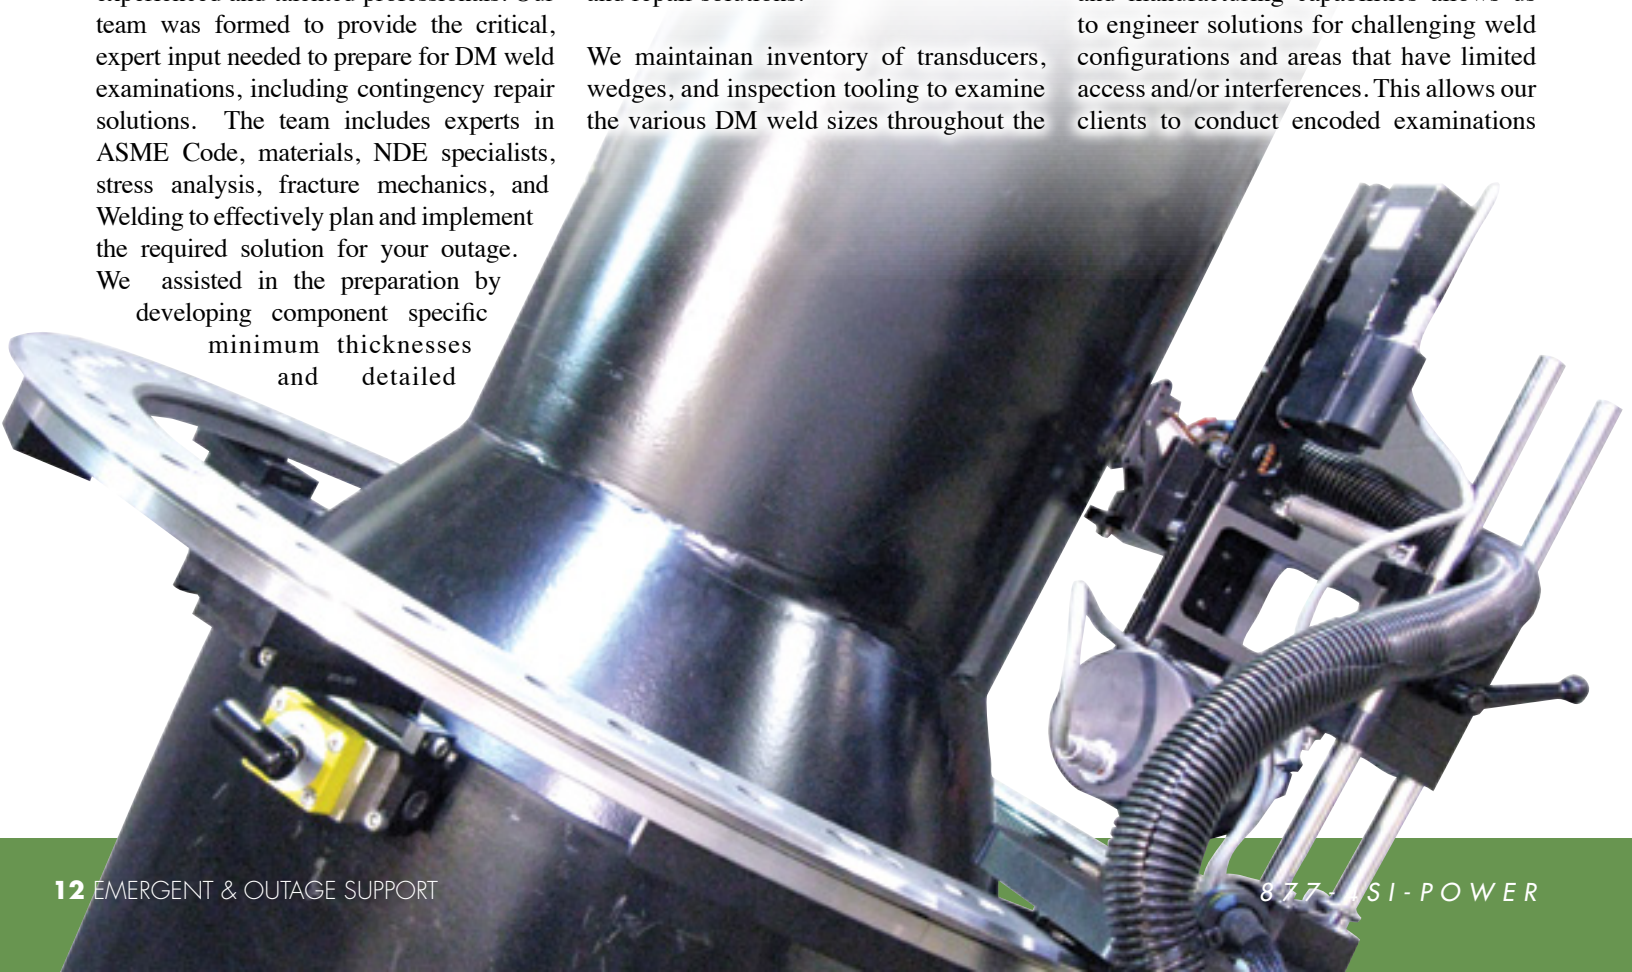 team was formed to provide the critical,
expert input needed to prepare for DM weld
examinations, including contingency repair
solutions. The team includes experts in
ASME Code, materials, NDE specialists,
stress analysis, fracture mechanics, and
Welding to effectively plan and implement
the required solution for your outage.
We assisted in the preparation by
developing component specific
minimum thicknesses
and detailed
We maintainan inventory of transducers,
wedges, and inspection tooling to examine
the various DM weld sizes throughout the
to engineer solutions for challenging weld
configurations and areas that have limited
access and/or interferences. This allows our
clients to conduct encoded examinations
12 EMERGENT & OUTAGE SUPPORT
877- SI-POWER